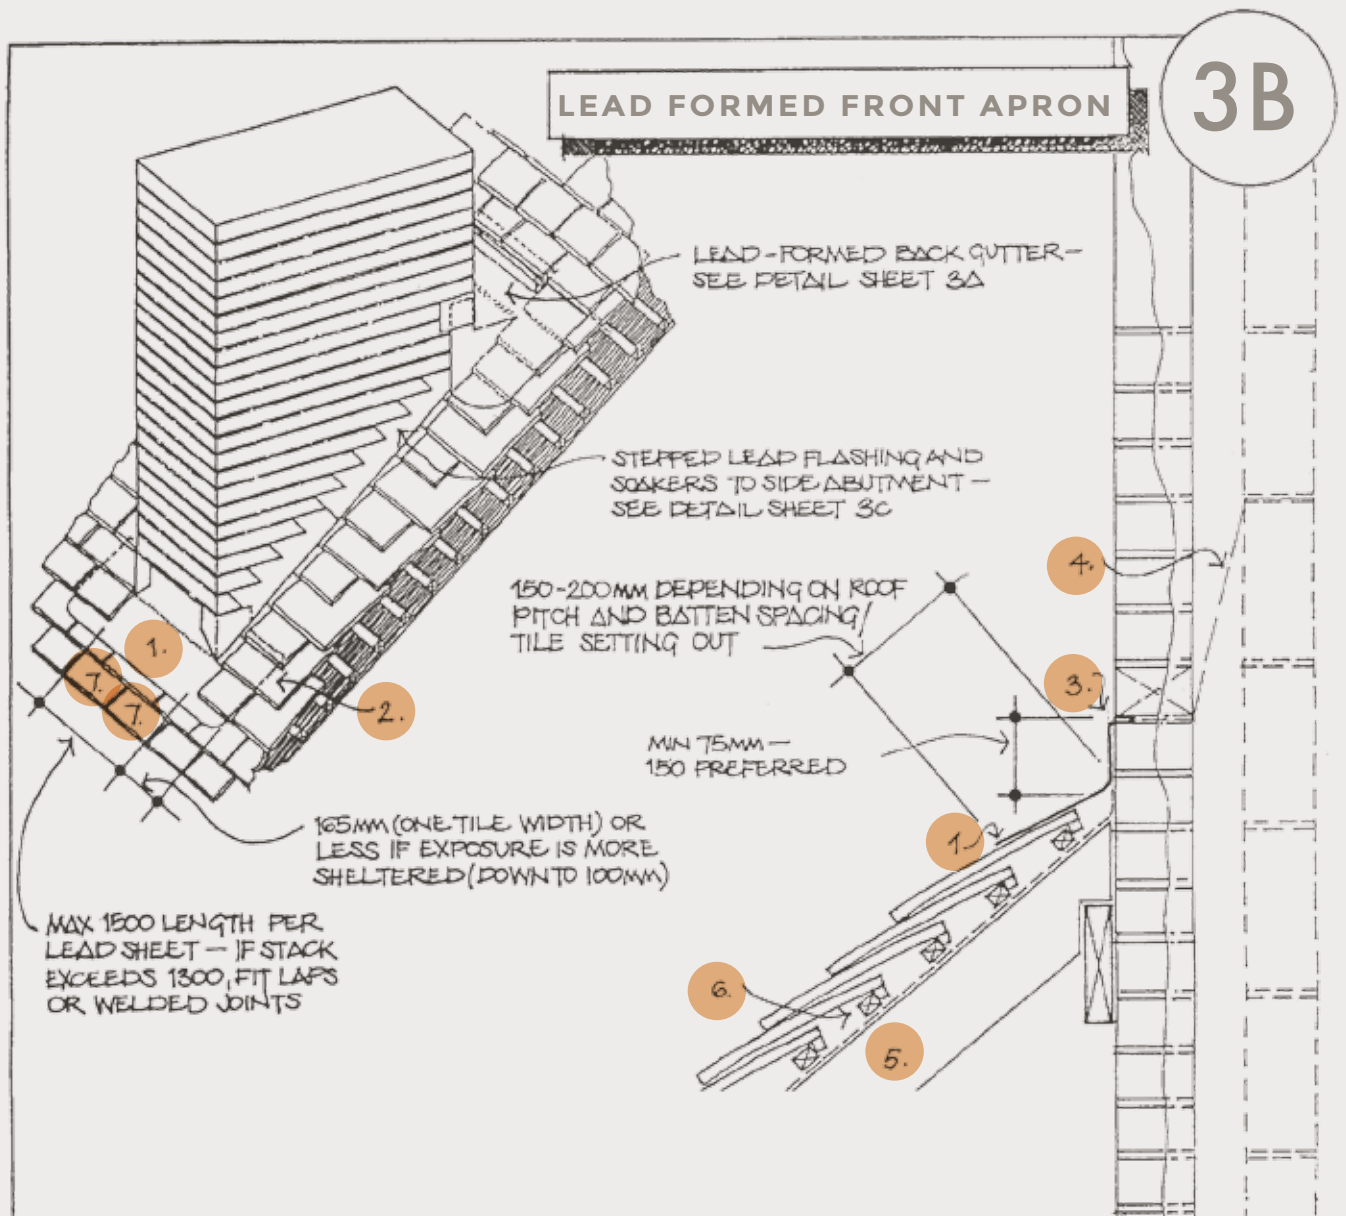 LEAD FORMED FRONT APRON
3B
LEAD-FORMED BACK GUTTER-
SEE DETAIL SHEET 3A
STEPPED LEAD FLASHING AND
SOAKERS TO SIDE ABUTMENT -
SEE DETAIL SHEET 3C
150-200MM DEPENDING ON ROOF
PITCH AND BATTEN SPACING/
TILE SETTING OUT
4.
3.
1.
7.
7.
2.
MIN 75MM -
150 PREFERRED
165MM (ONE TILE WIDTH) OR
LESS IF EXPOSURE IS MORE
SHELTERED (DOWN TO 100MM)
1.
MAX 1500 LENGTH PER
LEAD SHEET - IF STACK
EXCEEDS 1300, FIT LAPS
OR WELDED JOINTS
6.
5.